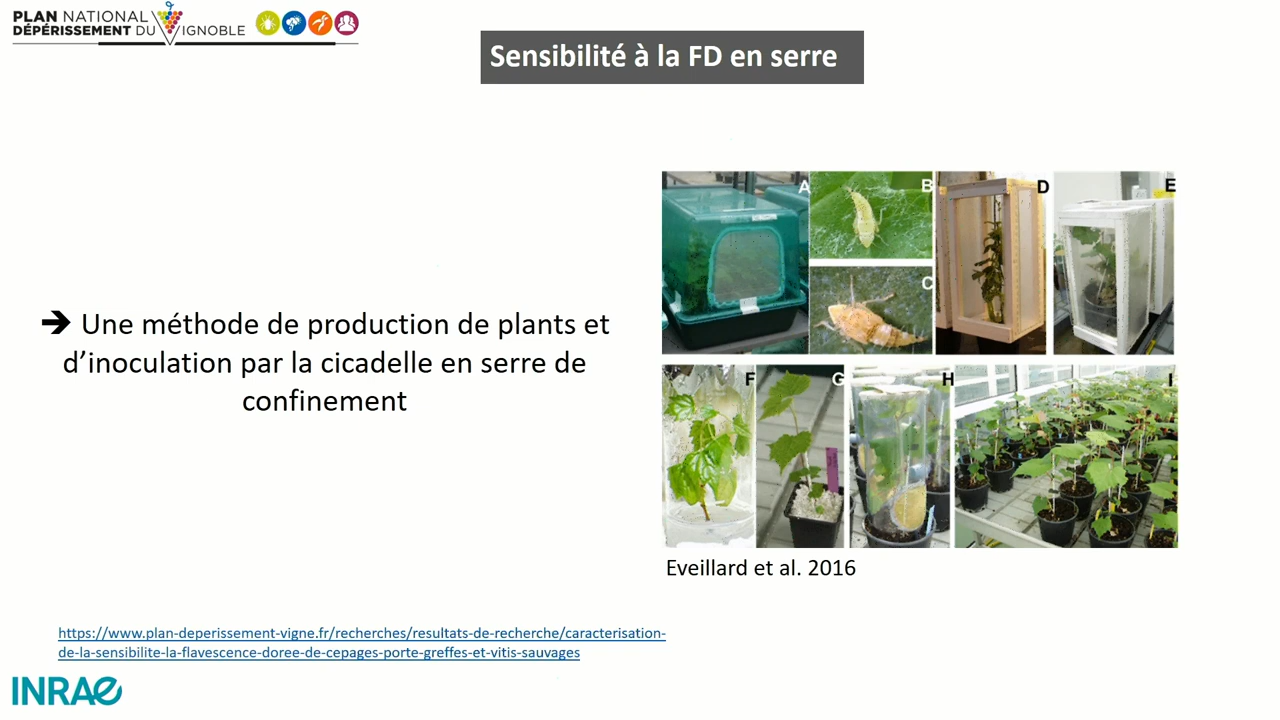 PLAN NATIONAL
DÉPÉRISSEMENT DU VIGNOBLE
Sensibilité à la FD en serre
A
B
C
D
E
F
G
H
I
➔ Une méthode de production de plants et
d’inoculation par la cicadelle en serre de
confinement
Eveillard et al. 2016
https://www.plan-deperissement-vigne.fr/recherches/resultats-de-recherche/caracterisation-
de-la-sensibilite-la-flavescence-doree-de-cepages-porte-greffes-et-vitis-sauvages
INRAE